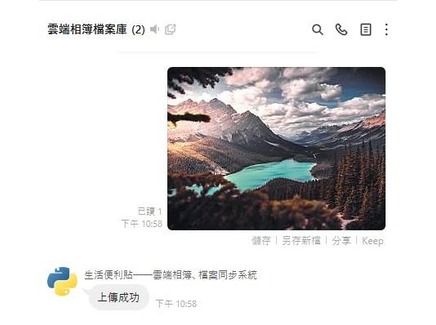 雲端相簿檔案庫 (2)
已讀 1
下午 10:58
儲存 | 另存新檔 | 分享 | Keep
生活便利貼——雲端相簿、檔案同步系統
上傳成功
下午 10:58